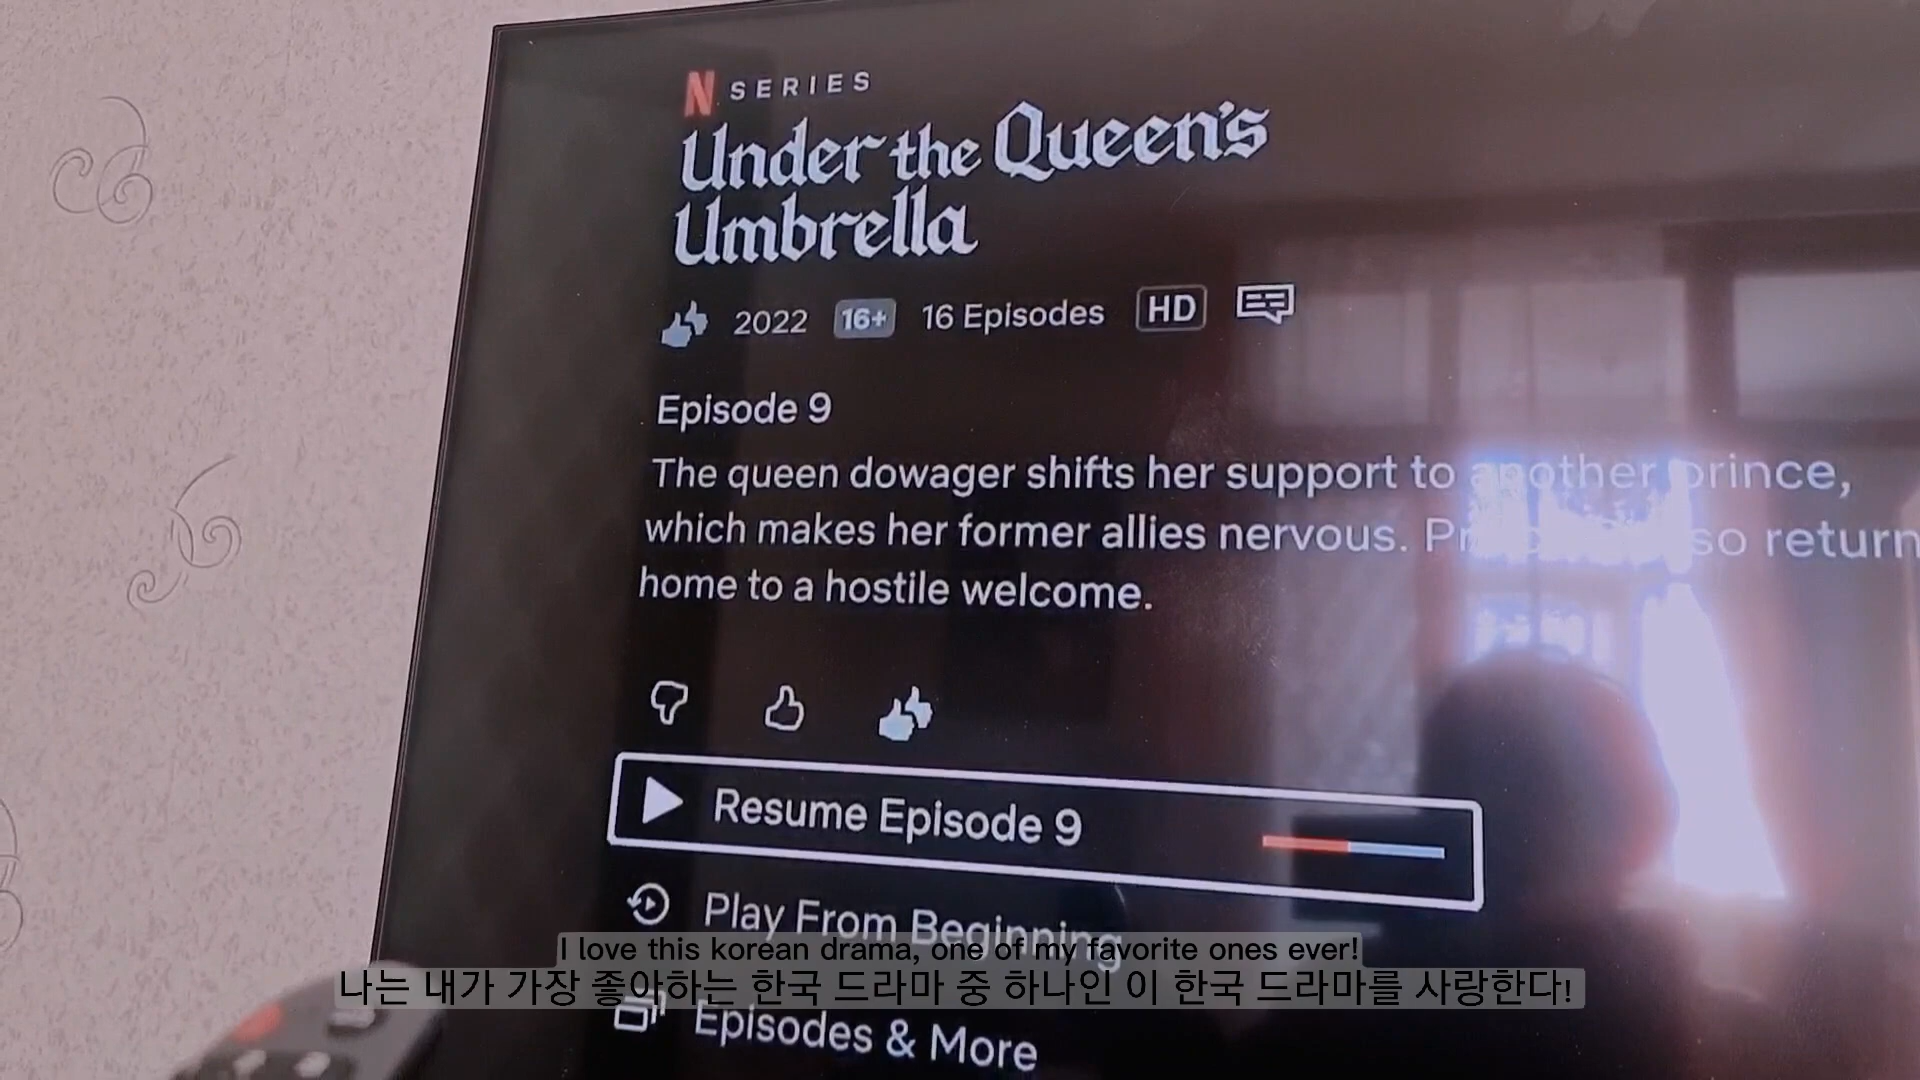 N SERIES
Under the Queen's
Umbrella
2022 16+ 16 Episodes HD
Episode 9
The queen dowager shifts her support to another prince,
which makes her former allies nervous. return
home to a hostile welcome.
Resume Episode 9
Play From Beginning
I love this korean drama, one of my favorite ones ever!
나는 내가 가장 좋아하는 한국 드라마 중 하나인 이 한국 드라마를 사랑한다!
Episodes & More